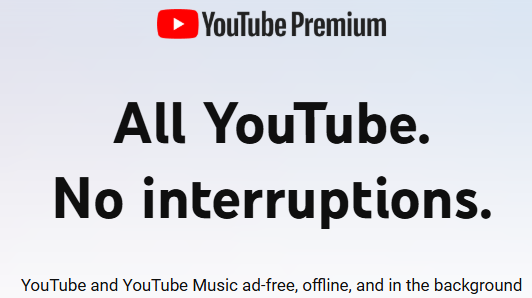 YouTube Premium
All YouTube.
No interruptions.
YouTube and YouTube Music ad-free, offline, and in the background